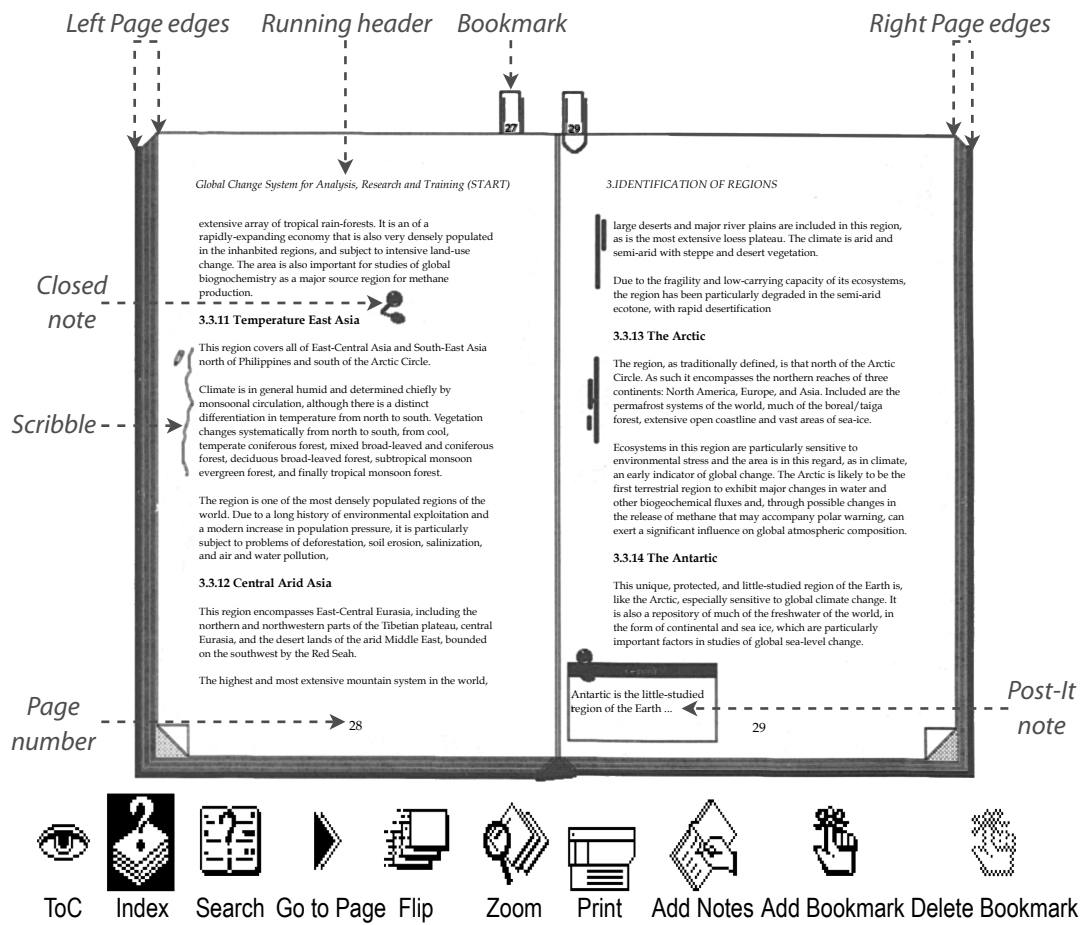 Left Page edges Running header Bookmark Right Page edges
27 29
Global Change System for Analysis, Research and Training (START)
extensive array of tropical rain-forests. It is an of a
rapidly-expanding economy that is also very densely populated
in the inhanbited regions, and subject to intensive land-use
change. The area is also important for studies of global
biognochemistry as a major source region for methane
production.
Closed
note
3.3.11 Temperature East Asia
This region covers all of East-Central Asia and South-East Asia
north of Philippines and south of the Arctic Circle.
Climate is in general humid and determined chiefly by
monsoonal circulation, although there is a distinct
differentiation in temperature from north to south. Vegetation
changes systematically from north to south, from cool,
temperate coniferous forest, mixed broad-leaved and coniferous
forest, deciduous broad-leaved forest, subtropical monsoon
evergreen forest, and finally tropical monsoon forest.
Scribble
The region is one of the most densely populated regions of the
world. Due to a long history of environmental exploitation and
a modern increase in population pressure, it is particularly
subject to problems of deforestation, soil erosion, salinization,
and air and water pollution,
3.3.12 Central Arid Asia
This region encompasses East-Central Eurasia, including the
northern and northwestern parts of the Tibetian plateau, central
Eurasia, and the desert lands of the arid Middle East, bounded
on the southwest by the Red Seah.
The highest and most extensive mountain system in the world,
Page
number
28
3.IDENTIFICATION OF REGIONS
large deserts and major river plains are included in this region,
as is the most extensive loess plateau. The climate is arid and
semi-arid with steppe and desert vegetation.
Due to the fragility and low-carrying capacity of its ecosystems,
the region has been particularly degraded in the semi-arid
ecotone, with rapid desertification
3.3.13 The Arctic
The region, as traditionally defined, is that north of the Arctic
Circle. As such it encompasses the northern reaches of three
continents: North America, Europe, and Asia. Included are the
permafrost systems of the world, much of the boreal/taiga
forest, extensive open coastline and vast areas of sea-ice.
Ecosystems in this region are particularly sensitive to
environmental stress and the area is in this regard, as in climate,
an early indicator of global change. The Arctic is likely to be the
first terrestrial region to exhibit major changes in water and
other biogeochemical fluxes and, through possible changes in
the release of methane that may accompany polar warning, can
exert a significant influence on global atmospheric composition.
3.3.14 The Antartic
This unique, protected, and little-studied region of the Earth is,
like the Arctic, especially sensitive to global climate change. It
is also a repository of much of the freshwater of the world, in
the form of continental and sea ice, which are particularly
important factors in studies of global sea-level change.
Antartic is the little-studied
region of the Earth ...
Post-It
note
29
ToC Index Search Go to Page Flip Zoom Print Add Notes Add Bookmark Delete Bookmark